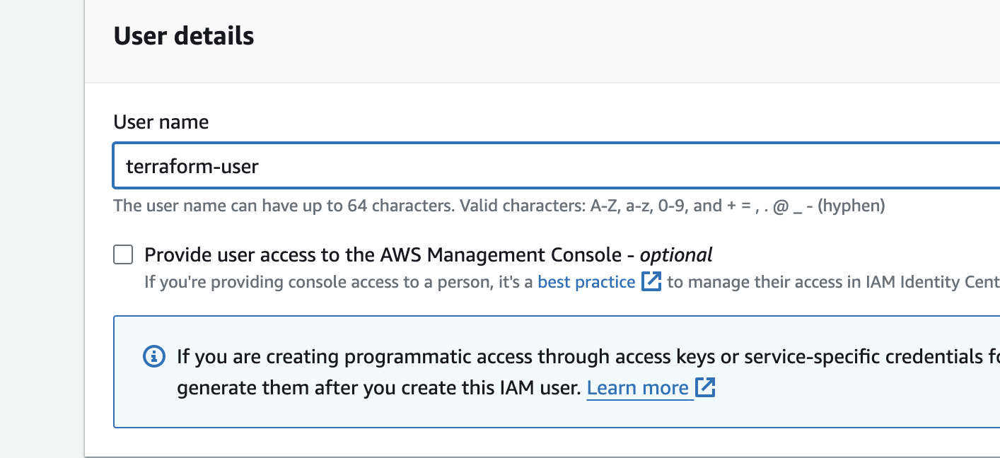 User details
User name
terraform-user
The user name can have up to 64 characters. Valid characters: A-Z, a-z, 0-9, and + = , . @ _ - (hyphen)
Provide user access to the AWS Management Console - optional
If you're providing console access to a person, it's a best practice to manage their access in IAM Identity
If you are creating programmatic access through access keys or service-specific credentials
generate them after you create this IAM user. Learn more